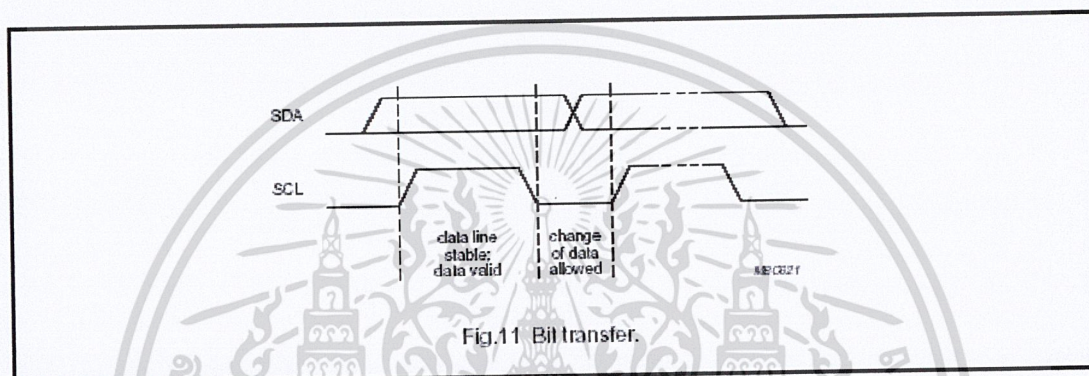 SDA
SCL
data line
stable;
data valid
change
of data
allowed
MBC621
Fig.11 Bit transfer.